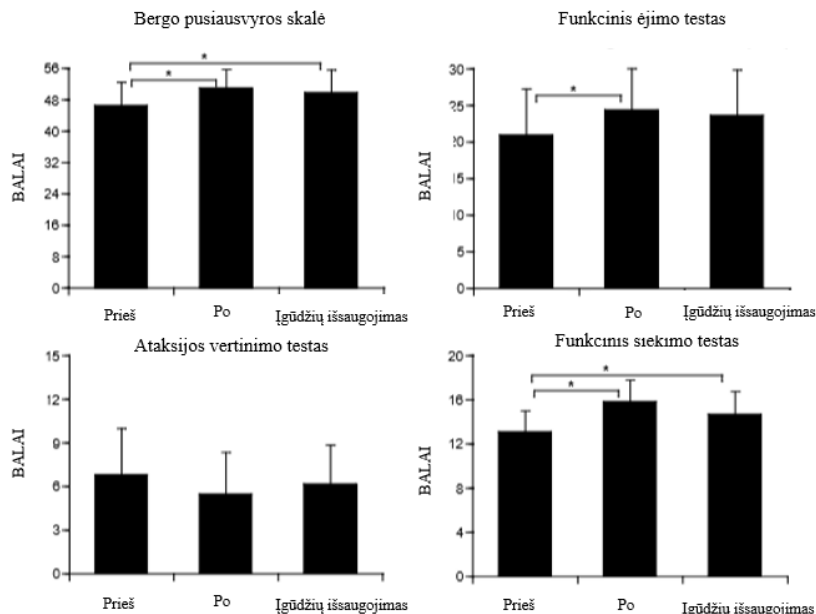 Bergo pusiausvyros skalė
BALAI
56
48
40
32
24
16
8
0
*
*
Prieš
Po
Įgūdžių išsaugojimas
Funkcinis ėjimo testas
BALAI
30
25
20
15
10
5
0
*
Prieš
Po
Įgūdžių išsaugojimas
Ataksijos vertinimo testas
BALAI
15
12
9
6
3
0
Prieš
Po
Įgūdžių išsaugojimas
Funkcinis siekimo testas
BALAI
20
16
12
8
4
0
*
*
Prieš
Po
Įgūdžių išsaugojimas